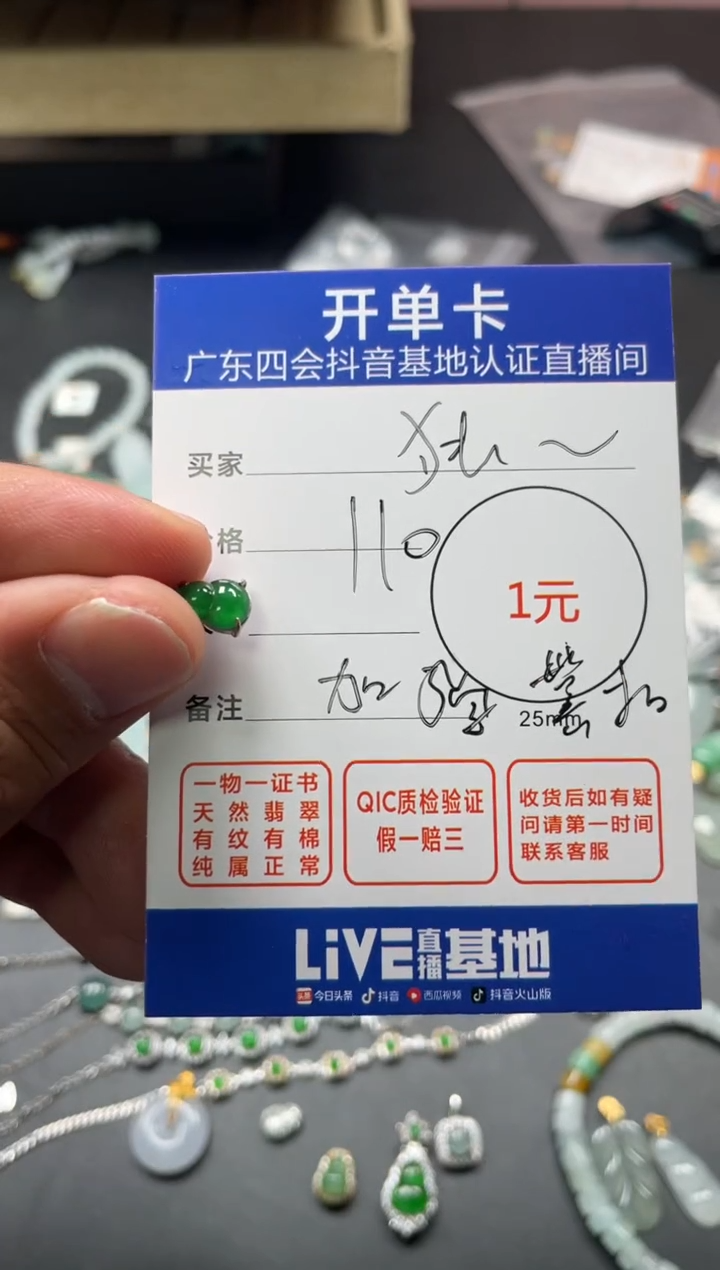 开单卡
广东四会抖音基地认证直播间
买家
格 110
1元
备注 加
25mm
一物一证书
天然翡翠
有纹有棉
纯属正常
QIC质检验证
假一赔三
收货后如有疑
问请第一时间
联系客服
LiVE直播基地
头条 今日头条 抖音 西瓜视频 抖音火山版